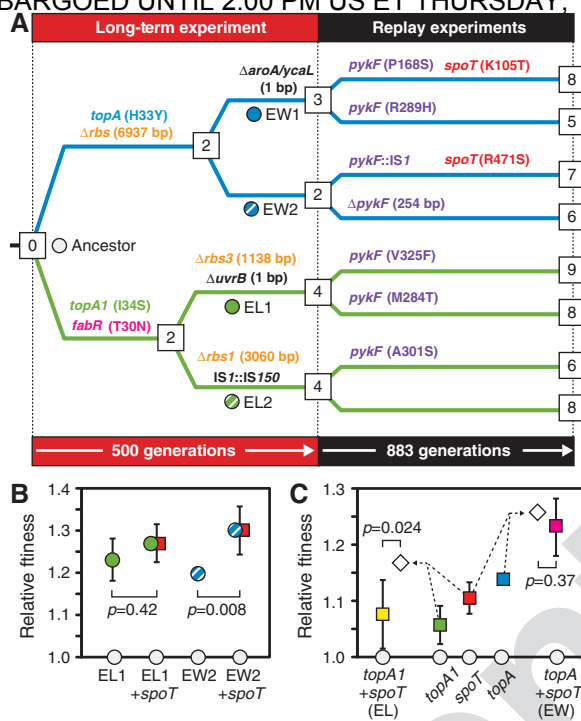 BARGOED UNTIL 2:00 PM US ET THURSDAY,
A
Long-term experiment
Replay experiments
ΔaroA/ycaL
(1 bp)
EW1
3
pykF (P168S) spoT (K105T)
8
pykF (R289H)
5
topA (H33Y)
Δrbs (6937 bp)
2
pykF::IS1 spoT (R471S)
7
2
EW2
ΔpykF (254 bp)
6
0
Ancestor
Δrbs3 (1138 bp)
ΔuvrB (1 bp)
EL1
4
pykF (V325F)
9
pykF (M284T)
8
topA1 (I34S)
fabR (T30N)
2
Δrbs1 (3060 bp)
IS1::IS150
EL2
4
pykF (A301S)
6
8
500 generations
883 generations
B
Relative ftiness
1.4
1.3
1.2
1.1
1.0
p=0.42
p=0.008
EL1
EL1
+spoT
EW2
EW2
+spoT
C
Relative ftiness
1.3
1.2
1.1
1.0
p=0.024
p=0.37
topA1
+spoT
(EL)
topA1
spoT
topA
topA
+spoT
(EW)